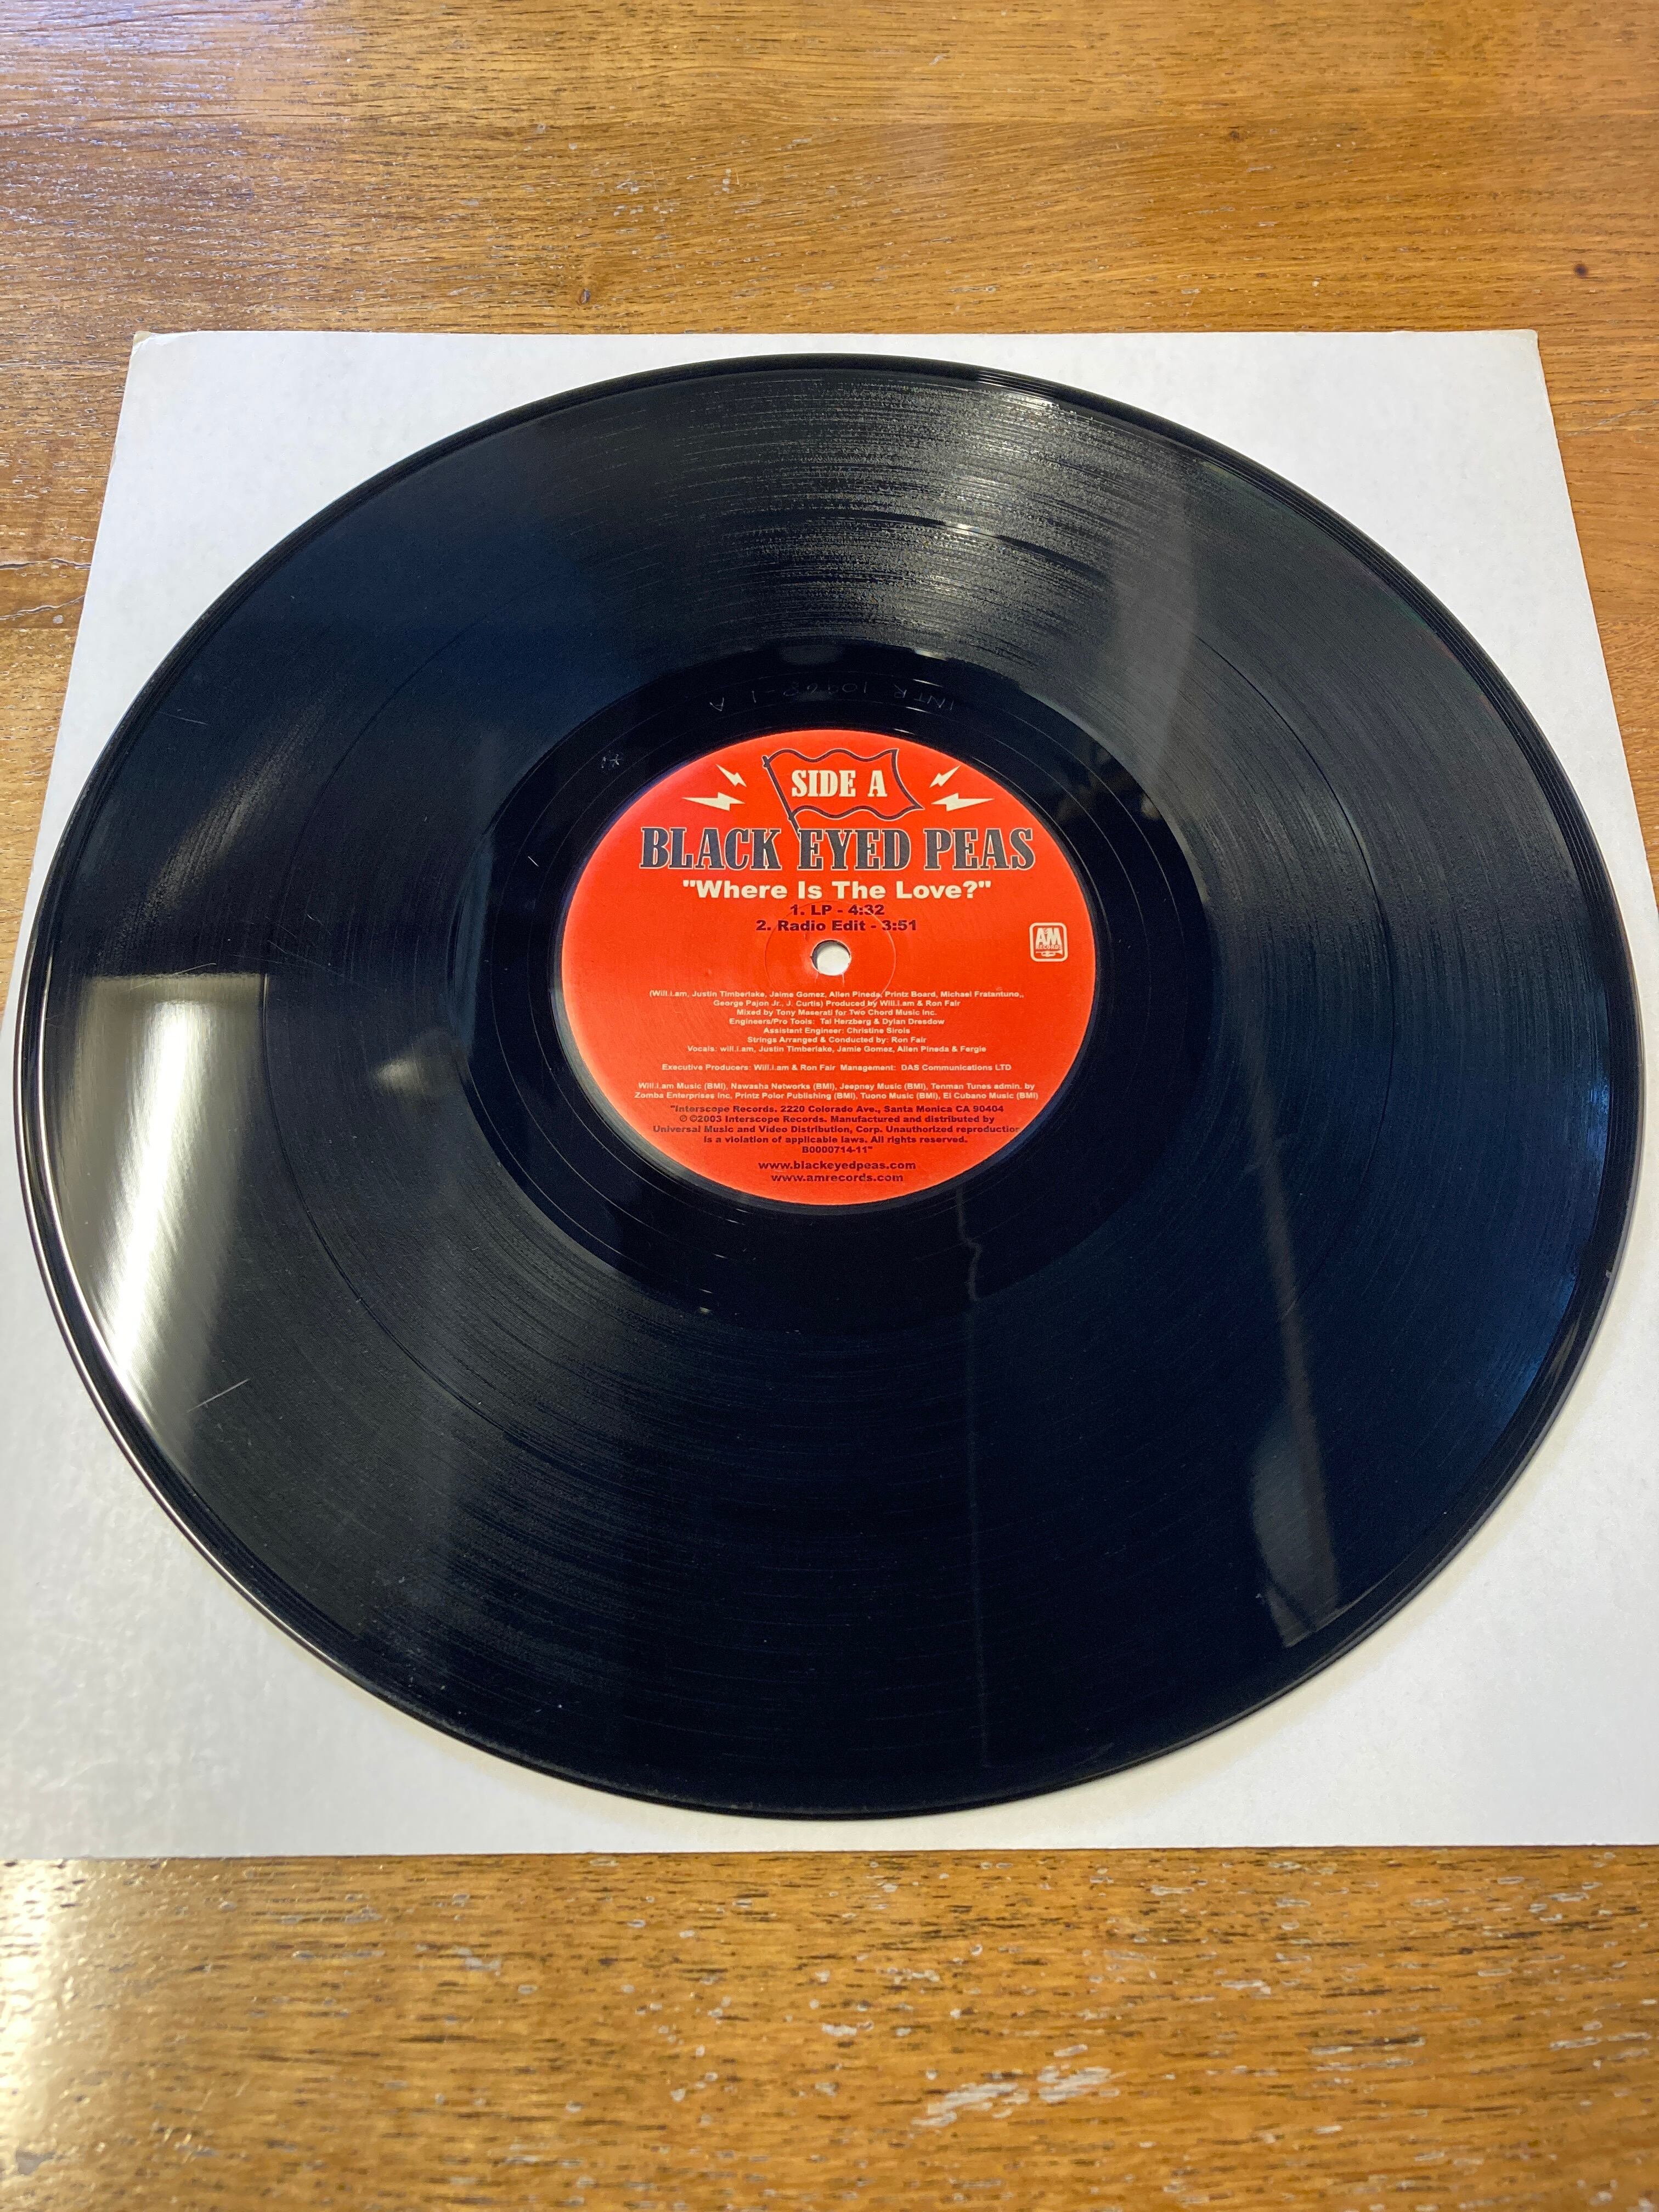 INTR 10968-1 A
SIDE A
BLACK EYED PEAS
"Where Is The Love?"
1. LP - 4:32
2. Radio Edit - 3:51
AM
RECORDS
(Will.i.am, Justin Timberlake, Jaime Gomez, Allen Pineda, Printz Board, Michael Fratantuno,,
George Pajon Jr., J. Curtis) Produced by Will.i.am & Ron Fair
Mixed by Tony Maserati for Two Chord Music Inc.
Engineers/Pro Tools: Tal Herzberg & Dylan Dresdow
Assistant Engineer: Christine Sirois
Strings Arranged & Conducted by: Ron Fair
Vocals: will.i.am, Justin Timberlake, Jamie Gomez, Allen Pineda & Fergie
Executive Producers: Will.i.am & Ron Fair Management: DAS Communications LTD
Will.i.am Music (BMI), Nawasha Networks (BMI), Jeepney Music (BMI), Tenman Tunes admin. by
Zomba Enterprises Inc, Printz Polor Publishing (BMI), Tuono Music (BMI), El Cubano Music (BMI)
"Interscope Records. 2220 Colorado Ave., Santa Monica CA 90404
℗©2003 Interscope Records. Manufactured and distributed by
Universal Music and Video Distribution, Corp. Unauthorized reproduction
is a violation of applicable laws. All rights reserved.
B0000714-11"
www.blackeyedpeas.com
www.amrecords.com